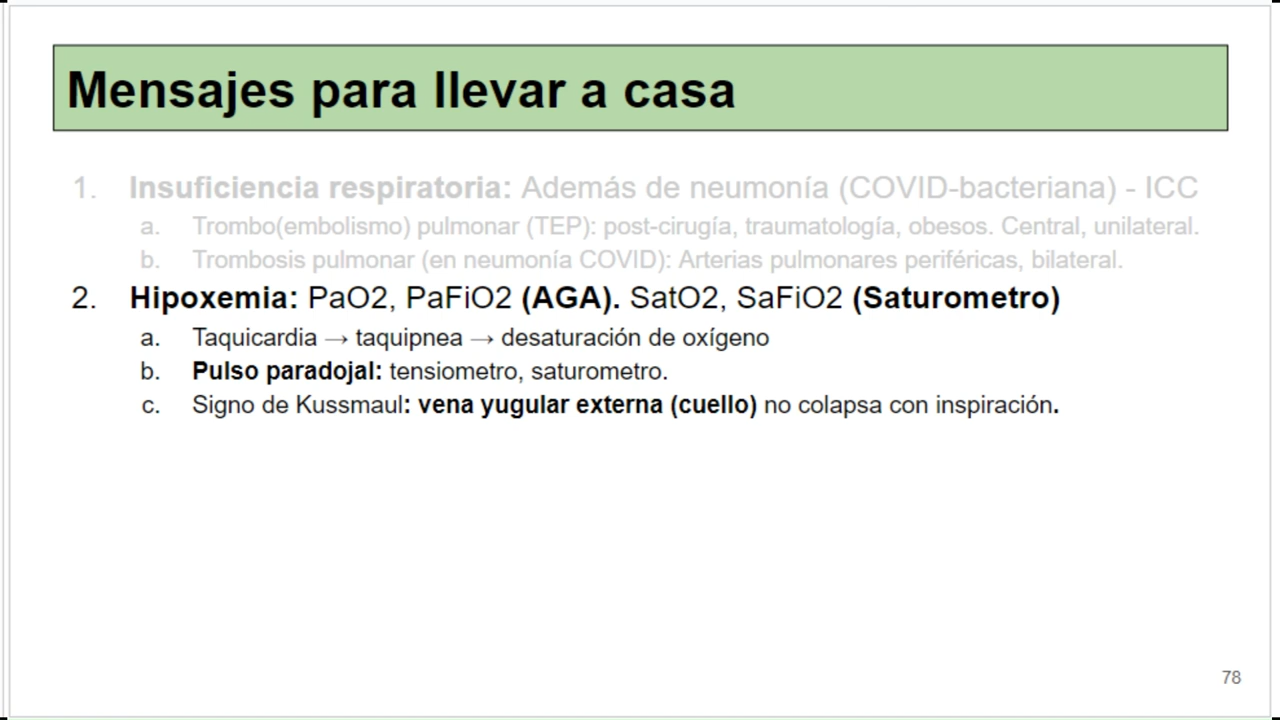 Mensajes para llevar a casa
1. Insuficiencia respiratoria: Además de neumonía (COVID-bacteriana) - ICC
a. Trombo(embolismo) pulmonar (TEP): post-cirugía, traumatología, obesos. Central, unilateral.
b. Trombosis pulmonar (en neumonía COVID): Arterias pulmonares periféricas, bilateral.
2. Hipoxemia: PaO2, PaFiO2 (AGA). SatO2, SaFiO2 (Saturometro)
a. Taquicardia → taquipnea → desaturación de oxígeno
b. Pulso paradojal: tensiometro, saturometro.
c. Signo de Kussmaul: vena yugular externa (cuello) no colapsa con inspiración.
78